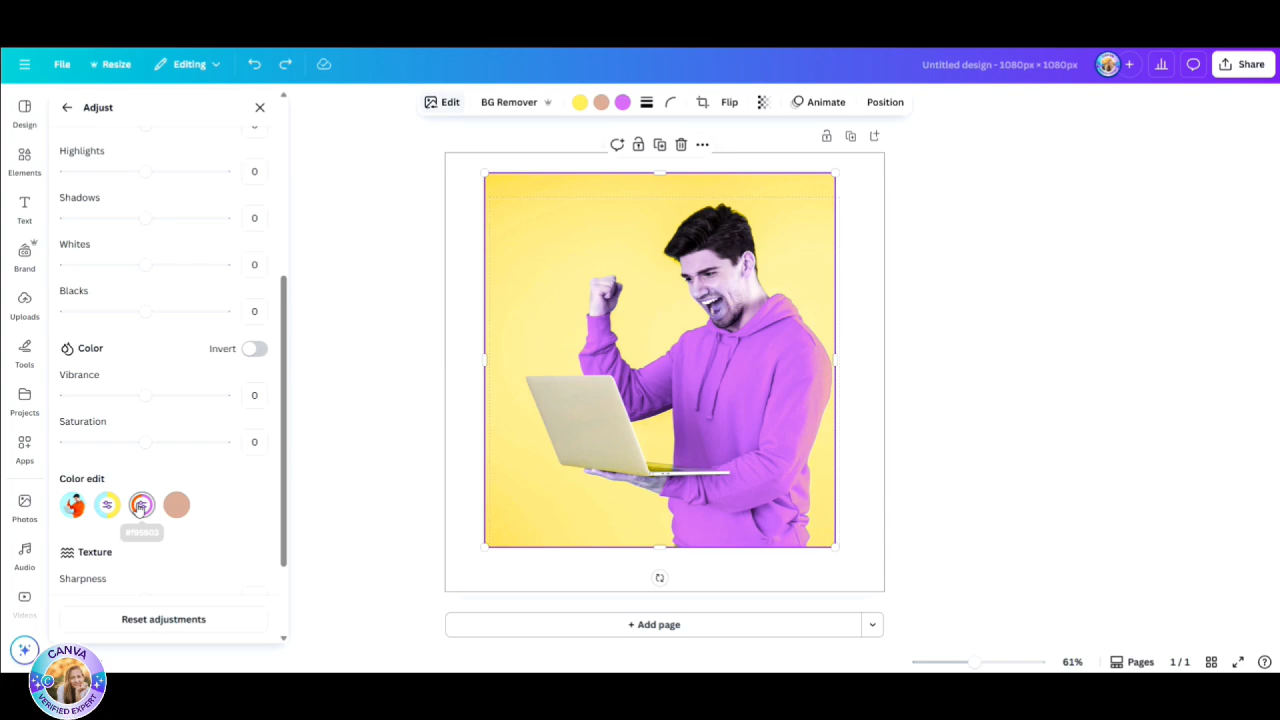 File
Resize
Editing
Untitled design - 1080px × 1080px
Share
Design
Elements
Text
Brand
Uploads
Tools
Projects
Apps
Photos
Audio
Videos
Adjust
0
Highlights
0
Shadows
0
Whites
0
Blacks
0
Color
Invert
Vibrance
0
Saturation
0
Color edit
Texture
Sharpness
Reset adjustments
Edit
BG Remover
Flip
Animate
Position
+ Add page
61%
Pages
1 / 1
CANVA
VERIFIED EXPERT